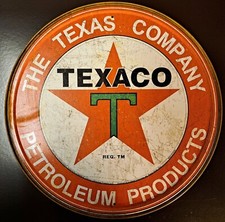 THE TEXAS COMPANY
TEXACO
T
REG. TM
PETROLEUM PRODUCTS